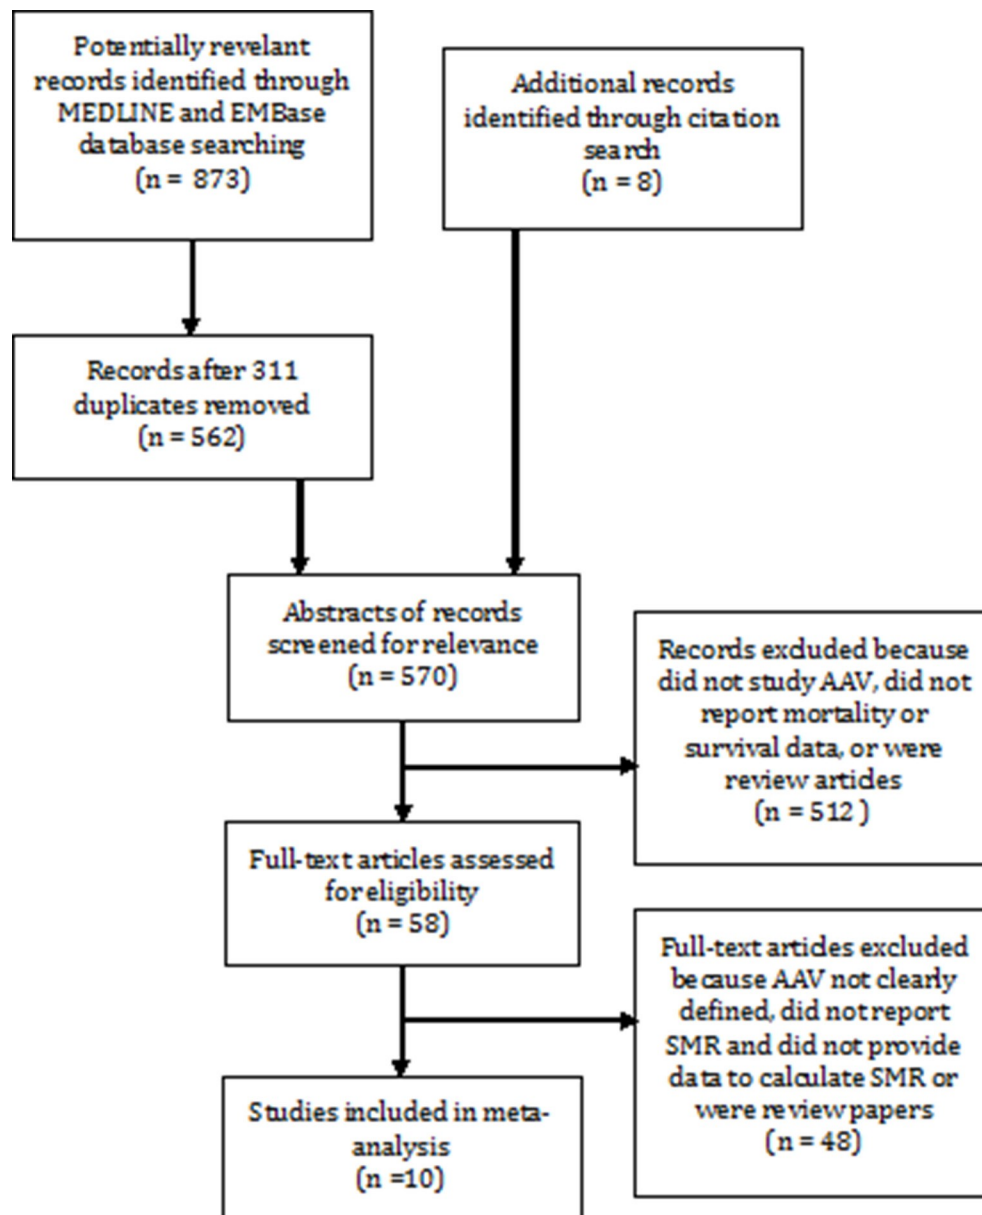 Potentially revelant
records identified through
MEDLINE and EMBase
database searching
(n = 873)
Additional records
identified through citation
search
(n = 8)
Records after 311
duplicates removed
(n = 562)
Abstracts of records
screened for relevance
(n = 570)
Records excluded because
did not study AAV, did not
report mortality or
survival data, or were
review articles
(n = 512 )
Full-text articles assessed
for eligibility
(n = 58)
Full-text articles excluded
because AAV not clearly
defined, did not report
SMR and did not provide
data to calculate SMR or
were review papers
(n = 48)
Studies included in meta-
analysis
(n =10)